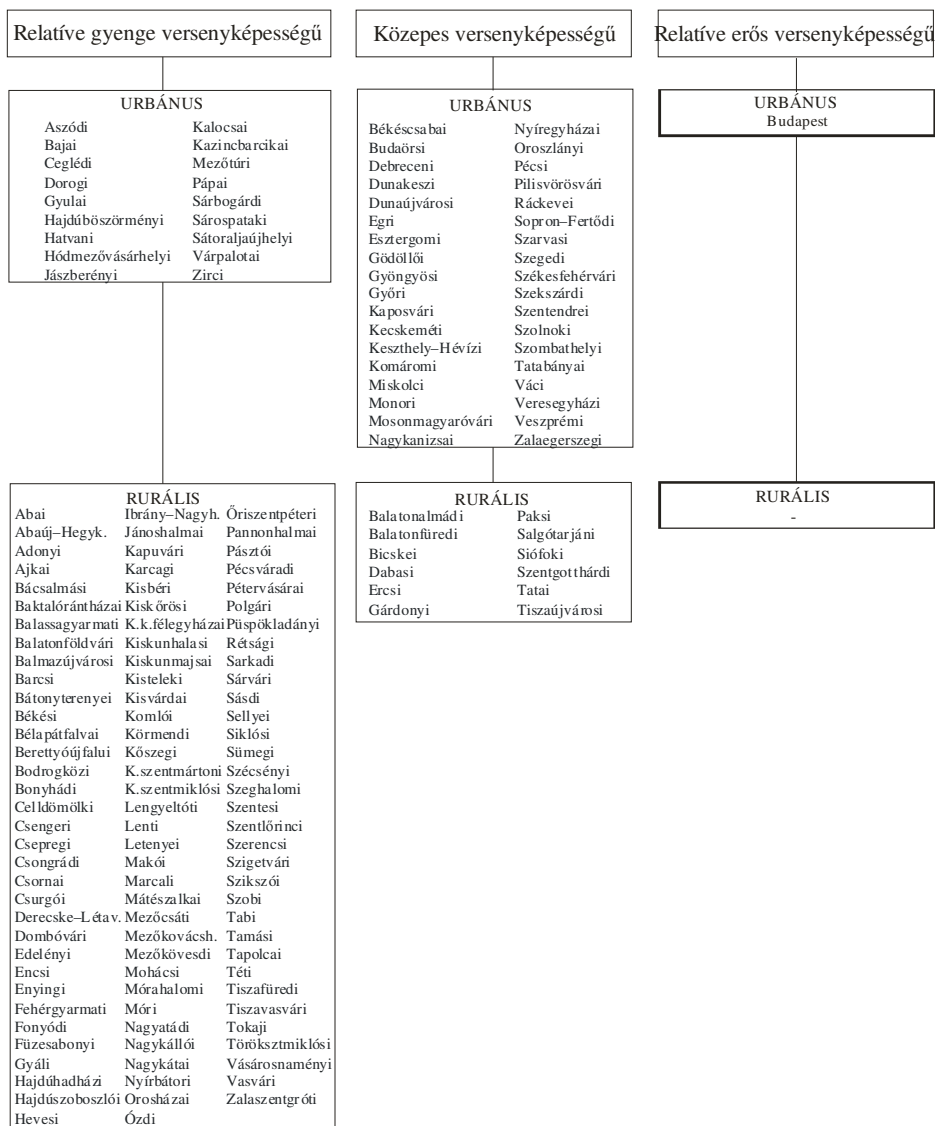 Relatíve gyenge versenyképességű
Közepes versenyképességű
Relatíve erős versenyképességű
URBÁNUS
Aszódi Kalocsai
Bajai Kazincbarcikai
Ceglédi Mezőtúri
Dorogi Pápai
Gyulai Sárbogárdi
Hajdúböszörményi Sárospataki
Hatvani Sátoraljaújhelyi
Hódmezővásárhelyi Várpalotai
Jászberényi Zirci
URBÁNUS
Békéscsabai Nyíregyházai
Budaörsi Oroszlányi
Debreceni Pécsi
Dunakeszi Pilisvörösvári
Dunaújvárosi Ráckevei
Egri Sopron–Fertődi
Esztergomi Szarvasi
Gödöllői Szegedi
Gyöngyösi Székesfehérvári
Győri Szekszárdi
Kaposvári Szentendrei
Kecskeméti Szolnoki
Keszthely–Hévízi Szombathelyi
Komáromi Tatabányai
Miskolci Váci
Monori Veresegyházi
Mosonmagyaróvári Veszprémi
Nagykanizsai Zalaegerszegi
URBÁNUS
Budapest
RURÁLIS
Abai Ibrány–Nagyh. Őriszentpéteri
Abaúj–Hegyk. Jánoshalmai Pannonhalmai
Adonyi Kapuvári Pásztói
Ajkai Karcagi Pécsváradi
Bácsalmási Kisbéri Pétervásárai
Baktalórántházai Kiskőrösi Polgári
Balassagyarmati K.k.félegyházai Püspökladányi
Balatonföldvári Kiskunhalasi Rétsági
Balmazújvárosi Kiskunmajsai Sarkadi
Barcsi Kisteleki Sárvári
Bátonyterenyei Kisvárdai Sásdi
Békési Komlói Sellyei
Bélapátfalvai Körmendi Siklósi
Berettyóújfalui Kőszegi Sümegi
Bodrogközi K.szentmártoni Szécsényi
Bonyhádi K.szentmiklósi Szeghalomi
Celldömölki Lengyeltóti Szentesi
Csengeri Lenti Szentlőrinci
Csepregi Letenyei Szerencsi
Csongrádi Makói Szigetvári
Csornai Marcali Szikszói
Csurgói Mátészalkai Szobi
Derecske–Létav. Mezőcsáti Tabi
Dombóvári Mezőkovácsh. Tamási
Edelényi Mezőkövesdi Tapolcai
Encsi Mohácsi Téti
Enyingi Mórahalomi Tiszafüredi
Fehérgyarmati Móri Tiszavasvári
Fonyódi Nagyatádi Tokaji
Füzesabonyi Nagykállói Töröksztmiklósi
Gyáli Nagykátai Vásárosnaményi
Hajdúhadházi Nyírbátori Vasvári
Hajdúszoboszlói Orosházai Zalaszentgróti
Hevesi Ózdi
RURÁLIS
Balatonalmádi Paksi
Balatonfüredi Salgótarjáni
Bicskei Siófoki
Dabasi Szentgotthárdi
Ercsi Tatai
Gárdonyi Tiszaújvárosi
RURÁLIS
-